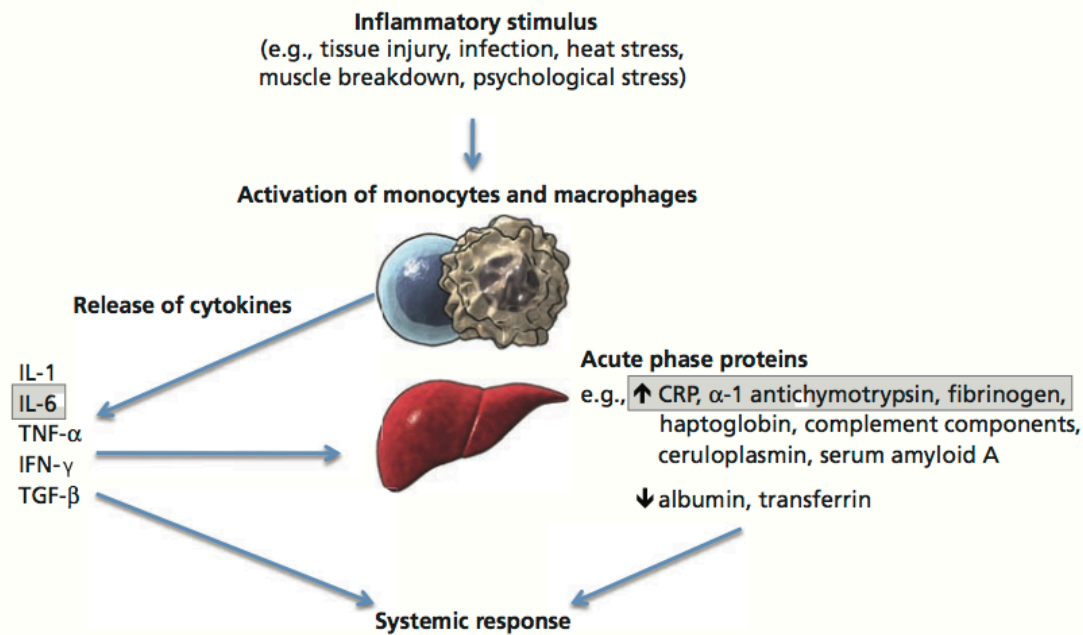 Inflammatory stimulus
(e.g., tissue injury, infection, heat stress,
muscle breakdown, psychological stress)
Activation of monocytes and macrophages
Release of cytokines
IL-1
IL-6
TNF-α
IFN-γ
TGF-β
Acute phase proteins
e.g., ↑ CRP, α-1 antichymotrypsin, fibrinogen,
haptoglobin, complement components,
ceruloplasmin, serum amyloid A
↓ albumin, transferrin
Systemic response